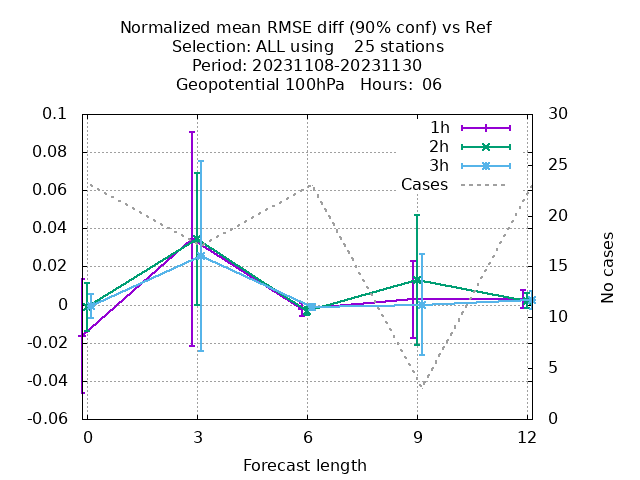 Normalized mean RMSE diff (90% conf) vs Ref
Selection: ALL using    25 stations
Period: 20231108-20231130
Geopotential 100hPa   Hours:  06
0.1
0.08
0.06
0.04
0.02
0
-0.02
-0.04
-0.06
30
25
20
15
10
5
0
1h
2h
3h
Cases
No cases
0 3 6 9 12
Forecast length